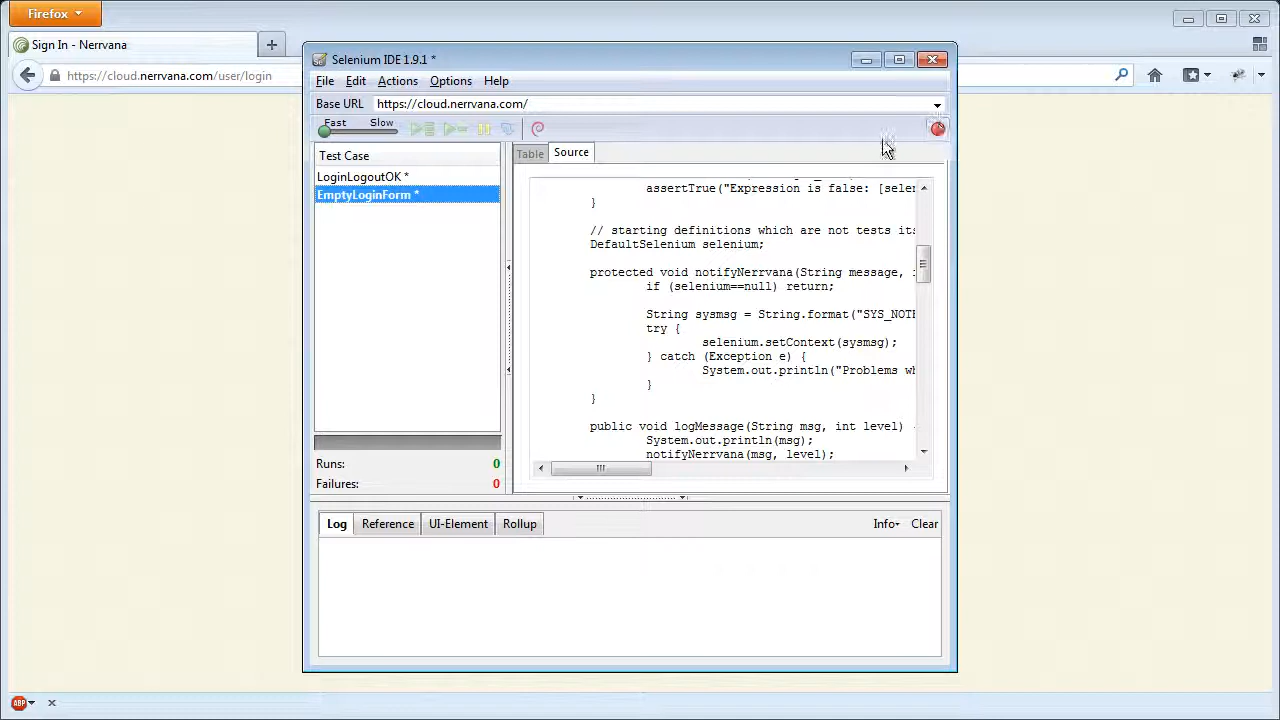 Firefox
Sign In - Nerrvana
https://cloud.nerrvana.com/user/login
Selenium IDE 1.9.1 *
File Edit Actions Options Help
Base URL https://cloud.nerrvana.com/
Fast Slow
Test Case
LoginLogoutOK *
EmptyLoginForm *
Runs: 0
Failures: 0
Table Source
assertTrue("Expression is false: [selen
}
// starting definitions which are not tests its
DefaultSelenium selenium;
protected void notifyNerrvana(String message, i
if (selenium==null) return;
String sysmsg = String.format("SYS_NOTE
try {
selenium.setContext(sysmsg);
} catch (Exception e) {
System.out.println("Problems wh
}
}
public void logMessage(String msg, int level) {
System.out.println(msg);
notifyNerrvana(msg, level);
Log Reference UI-Element Rollup Info Clear
ABP